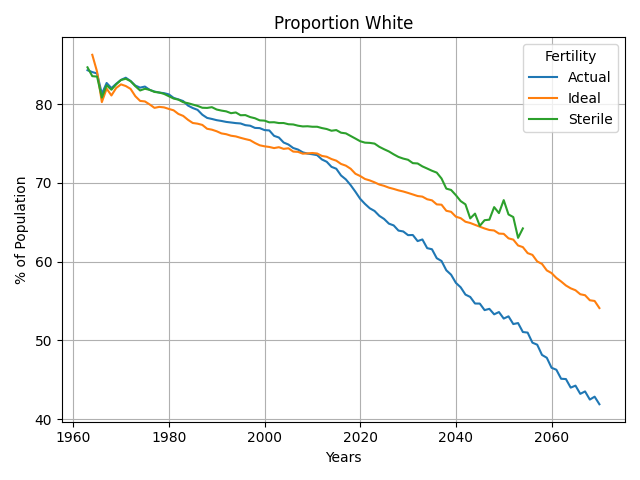 Proportion White
% of Population
80
70
60
50
40
1960
1980
2000
2020
2040
2060
Years
Fertility
Actual
Ideal
Sterile